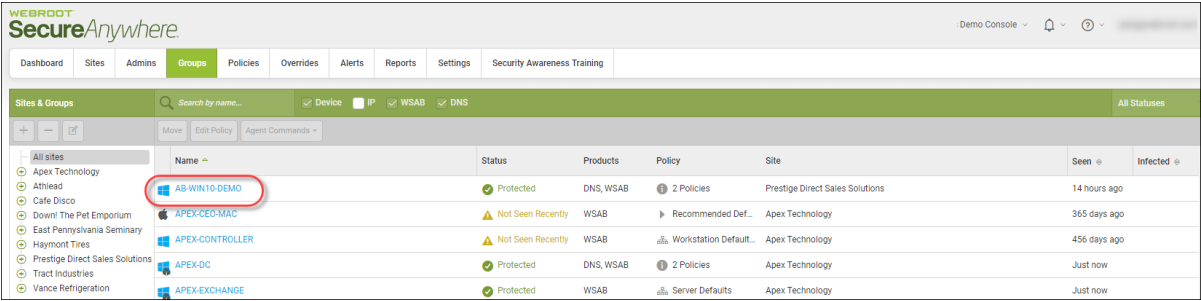 WEBROOT
SecureAnywhere.
Demo Console
Dashboard Sites Admins Groups Policies Overrides Alerts Reports Settings Security Awareness Training
Sites & Groups Search by name... Device IP WSAB DNS All Statuses
Move Edit Policy Agent Commands
All sites
Apex Technology
Athlead
Cafe Disco
Down! The Pet Emporium
East Pennyslvania Seminary
Haymont Tires
Prestige Direct Sales Solutions
Tract Industries
Vance Refrigeration
Name Status Products Policy Site Seen Infected
AB-WIN10-DEMO Protected DNS, WSAB 2 Policies Prestige Direct Sales Solutions 14 hours ago
APEX-CEO-MAC Not Seen Recently WSAB Recommended Def... Apex Technology 365 days ago
APEX-CONTROLLER Not Seen Recently WSAB Workstation Default... Apex Technology 456 days ago
APEX-DC Protected DNS, WSAB 2 Policies Apex Technology Just now
APEX-EXCHANGE Protected WSAB Server Defaults Apex Technology Just now